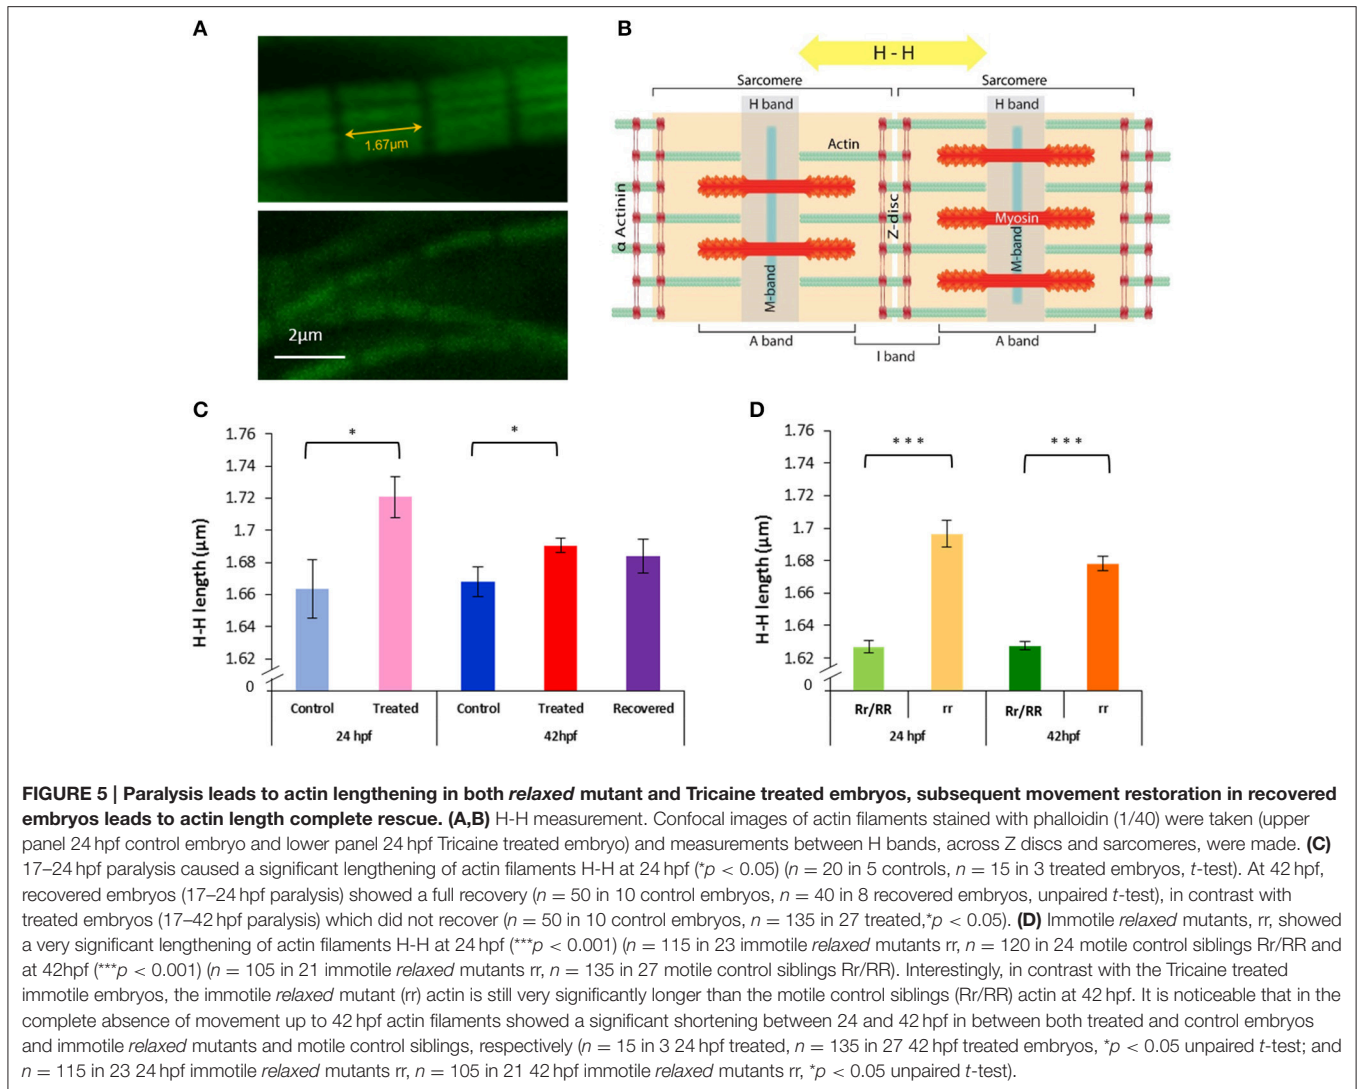 A
1.67µm
2µm
B
H - H
Sarcomere
Sarcomere
H band
H band
Actin
α Actinin
Z-disc
Myosin
M-band
M-band
A band
I band
A band
C
1.76
1.74
1.72
1.7
1.68
1.66
1.64
1.62
0
H-H length (µm)
*
*
Control Treated Control Treated Recovered
24 hpf 42hpf
D
1.76
1.74
1.72
1.7
1.68
1.66
1.64
1.62
0
H-H length (µm)
***
***
Rr/RR rr Rr/RR rr
24 hpf 42hpf
FIGURE 5 | Paralysis leads to actin lengthening in both relaxed mutant and Tricaine treated embryos, subsequent movement restoration in recovered
embryos leads to actin length complete rescue. (A,B) H-H measurement. Confocal images of actin filaments stained with phalloidin (1/40) were taken (upper
panel 24 hpf control embryo and lower panel 24 hpf Tricaine treated embryo) and measurements between H bands, across Z discs and sarcomeres, were made. (C)
17–24 hpf paralysis caused a significant lengthening of actin filaments H-H at 24 hpf (*p < 0.05) (n = 20 in 5 controls, n = 15 in 3 treated embryos, t-test). At 42 hpf,
recovered embryos (17–24 hpf paralysis) showed a full recovery (n = 50 in 10 control embryos, n = 40 in 8 recovered embryos, unpaired t-test), in contrast with
treated embryos (17–42 hpf paralysis) which did not recover (n = 50 in 10 control embryos, n = 135 in 27 treated,*p < 0.05). (D) Immotile relaxed mutants, rr, showed
a very significant lengthening of actin filaments H-H at 24 hpf (***p < 0.001) (n = 115 in 23 immotile relaxed mutants rr, n = 120 in 24 motile control siblings Rr/RR and
at 42hpf (***p < 0.001) (n = 105 in 21 immotile relaxed mutants rr, n = 135 in 27 motile control siblings Rr/RR). Interestingly, in contrast with the Tricaine treated
immotile embryos, the immotile relaxed mutant (rr) actin is still very significantly longer than the motile control siblings (Rr/RR) actin at 42 hpf. It is noticeable that in the
complete absence of movement up to 42 hpf actin filaments showed a significant shortening between 24 and 42 hpf in between both treated and control embryos
and immotile relaxed mutants and motile control siblings, respectively (n = 15 in 3 24 hpf treated, n = 135 in 27 42 hpf treated embryos, *p < 0.05 unpaired t-test; and
n = 115 in 23 24 hpf immotile relaxed mutants rr, n = 105 in 21 42 hpf immotile relaxed mutants rr, *p < 0.05 unpaired t-test).